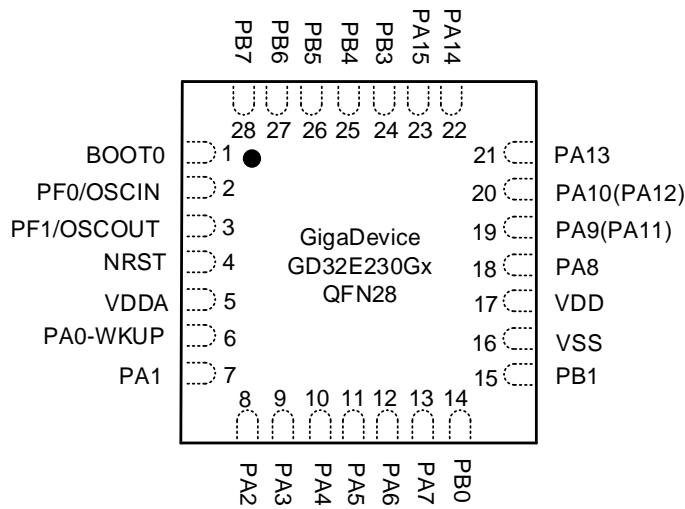 PB7 PB6 PB5 PB4 PB3 PA15 PA14
28 27 26 25 24 23 22
BOOT0 1 21 PA13
PF0/OSCIN 2 20 PA10(PA12)
PF1/OSCOUT 3 19 PA9(PA11)
GigaDevice
NRST 4 18 PA8
GD32E230Gx
QFN28
VDDA 5 17 VDD
PA0-WKUP 6 16 VSS
PA1 7 15 PB1
8 9 10 11 12 13 14
PA2 PA3 PA4 PA5 PA6 PA7 PB0